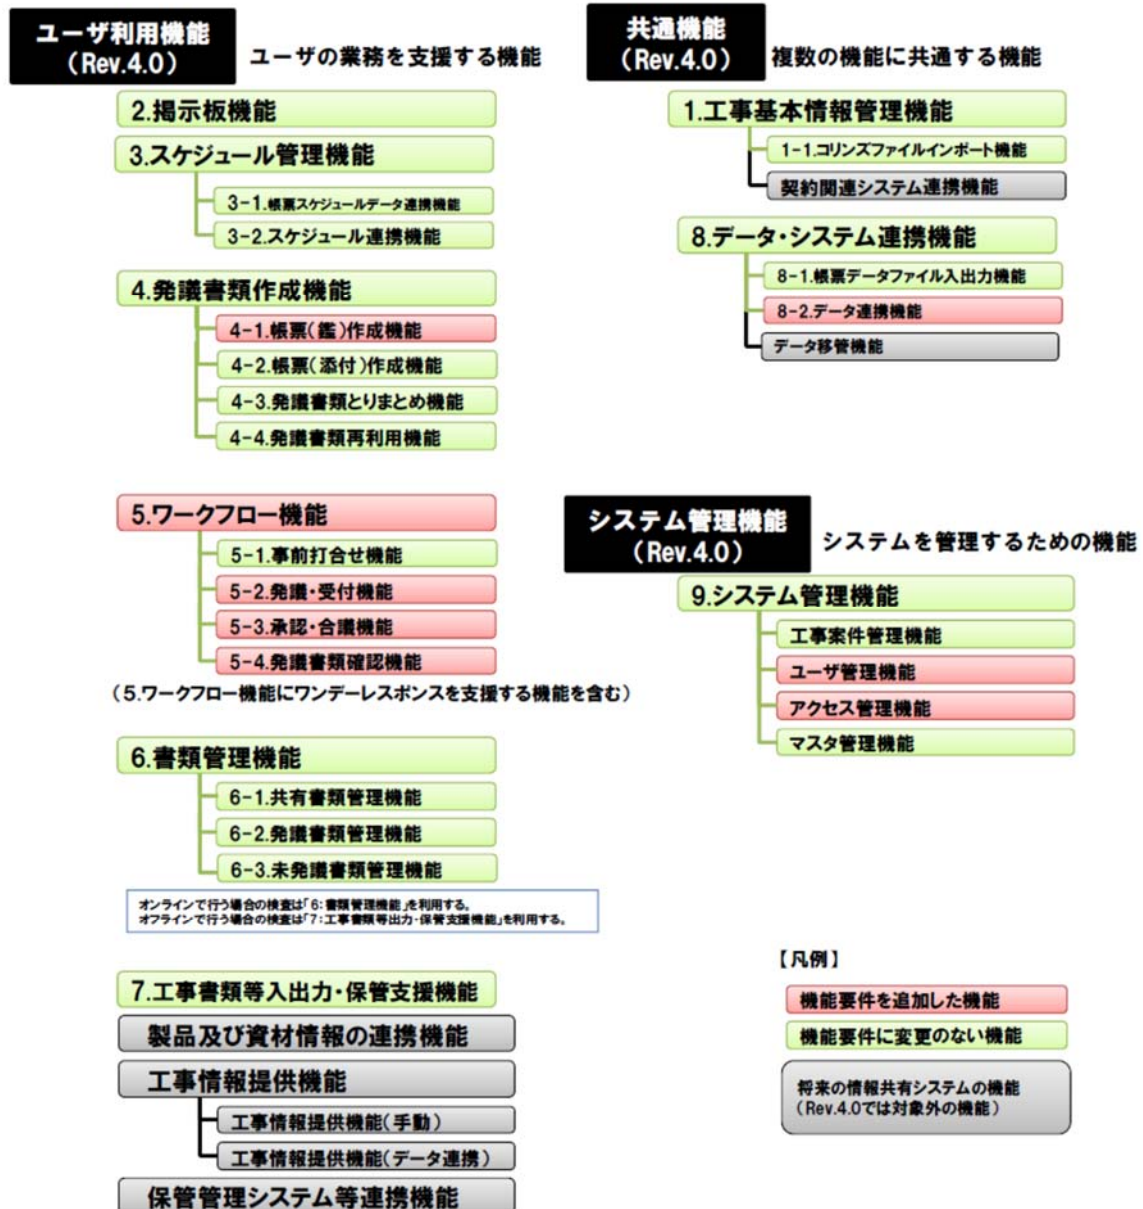 ユーザ利用機能
(Rev.4.0)
ユーザの業務を支援する機能
2.掲示板機能
3.スケジュール管理機能
3-1.帳票スケジュールデータ連携機能
3-2.スケジュール連携機能
4.発議書類作成機能
4-1.帳票(鑑)作成機能
4-2.帳票(添付)作成機能
4-3.発議書類とりまとめ機能
4-4.発議書類再利用機能
5.ワークフロー機能
5-1.事前打合せ機能
5-2.発議・受付機能
5-3.承認・合議機能
5-4.発議書類確認機能
(5.ワークフロー機能にワンデーレスポンスを支援する機能を含む)
6.書類管理機能
6-1.共有書類管理機能
6-2.発議書類管理機能
6-3.未発議書類管理機能
オンラインで行う場合の検査は「6:書類管理機能」を利用する。
オフラインで行う場合の検査は「7:工事書類等出力・保管支援機能」を利用する。
7.工事書類等入出力・保管支援機能
製品及び資材情報の連携機能
工事情報提供機能
工事情報提供機能(手動)
工事情報提供機能(データ連携)
保管管理システム等連携機能
共通機能
(Rev.4.0)
複数の機能に共通する機能
1.工事基本情報管理機能
1-1.コリンズファイルインポート機能
契約関連システム連携機能
8.データ・システム連携機能
8-1.帳票データファイル入出力機能
8-2.データ連携機能
データ移管機能
システム管理機能
(Rev.4.0)
システムを管理するための機能
9.システム管理機能
工事案件管理機能
ユーザ管理機能
アクセス管理機能
マスタ管理機能
【凡例】
機能要件を追加した機能
機能要件に変更のない機能
将来の情報共有システムの機能
(Rev.4.0では対象外の機能)